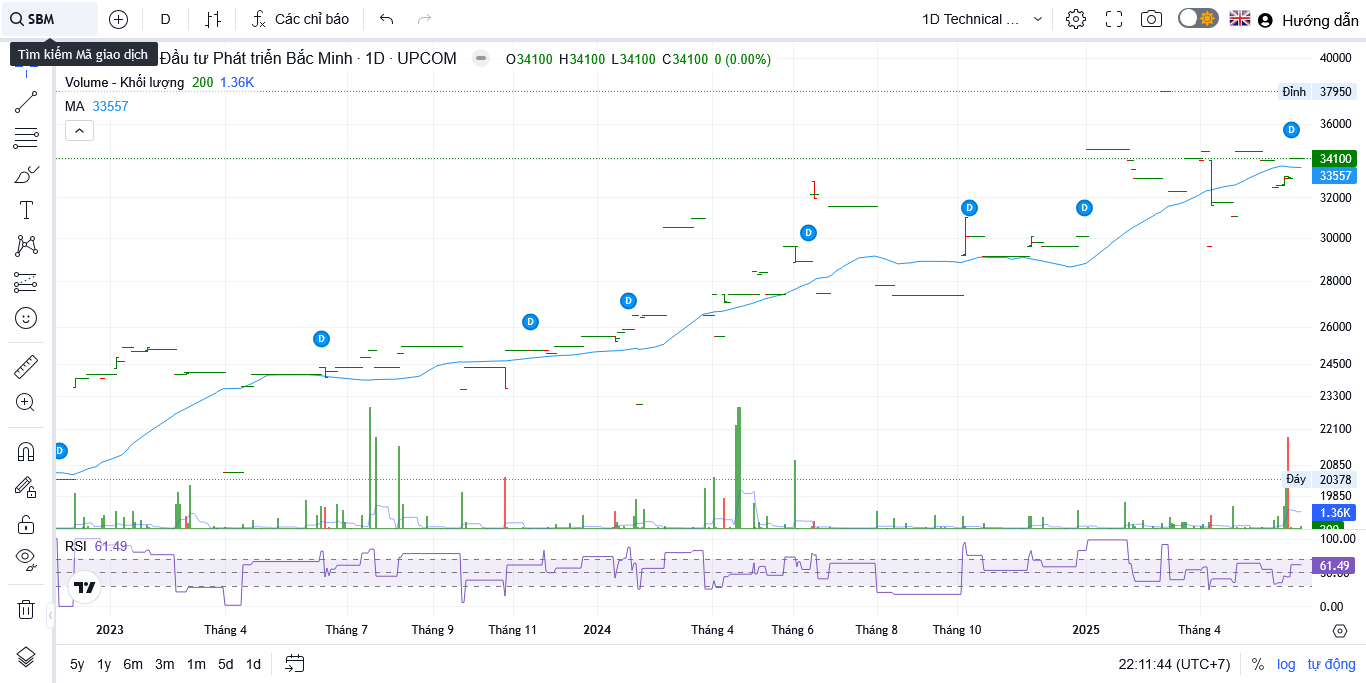 SBM
D
Các chỉ báo
1D Technical ...
Hướng dẫn
Tìm kiếm Mã giao dịch
Đầu tư Phát triển Bắc Minh · 1D · UPCOM
O34100 H34100 L34100 C34100 0 (0.00%)
Volume - Khối lượng 200 1.36K
MA 33557
40000
Đỉnh 37950
36000
34100
33557
32000
30000
28000
26000
24500
23300
22100
20850
Đáy 20378
19850
1.36K
D
D
D
D
D
D
D
D
RSI 61.49
100.00
61.49
0.00
2023
Tháng 4
Tháng 7
Tháng 9
Tháng 11
2024
Tháng 4
Tháng 6
Tháng 8
Tháng 10
2025
Tháng 4
5y 1y 6m 3m 1m 5d 1d
22:11:44 (UTC+7)
% log tự động